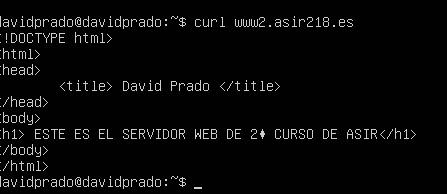 davidprado@davidprado:~$ curl www2.asir218.es
<!DOCTYPE html>
<html>
<head>
<title> David Prado </title>
</head>
<body>
<h1> ESTE ES EL SERVIDOR WEB DE 2♦ CURSO DE ASIR</h1>
</body>
</html>
davidprado@davidprado:~$ _